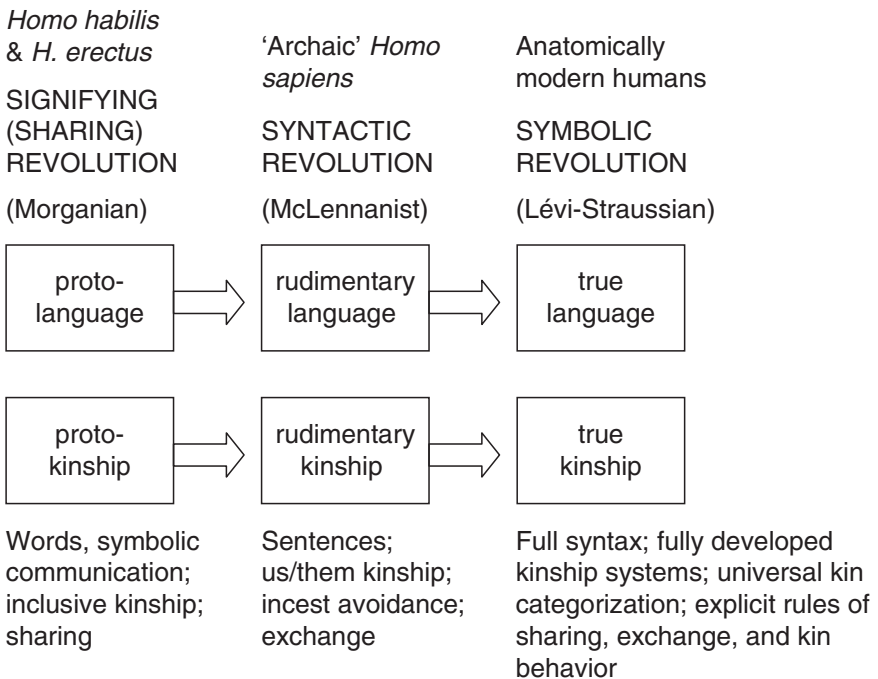 Homo habilis
& H. erectus
SIGNIFYING
(SHARING)
REVOLUTION
(Morganian)
'Archaic' Homo
sapiens
SYNTACTIC
REVOLUTION
(McLennanist)
Anatomically
modern humans
SYMBOLIC
REVOLUTION
(Lévi-Straussian)
proto-
language
rudimentary
language
true
language
proto-
kinship
rudimentary
kinship
true
kinship
Words, symbolic
communication;
inclusive kinship;
sharing
Sentences;
us/them kinship;
incest avoidance;
exchange
Full syntax; fully developed
kinship systems; universal kin
categorization; explicit rules of
sharing, exchange, and kin
behavior